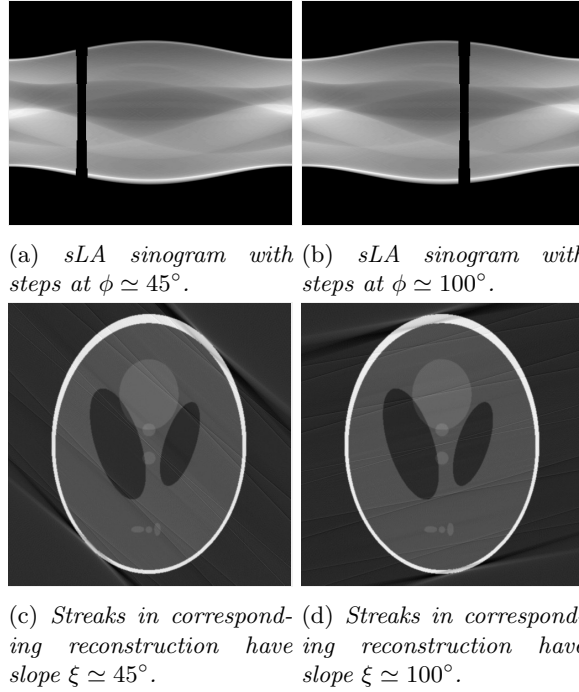 (a) sLA sinogram with
steps at ϕ ≃ 45°.
(b) sLA sinogram with
steps at ϕ ≃ 100°.
(c) Streaks in correspond-
ing reconstruction have
slope ξ ≃ 45°.
(d) Streaks in correspond-
ing reconstruction have
slope ξ ≃ 100°.